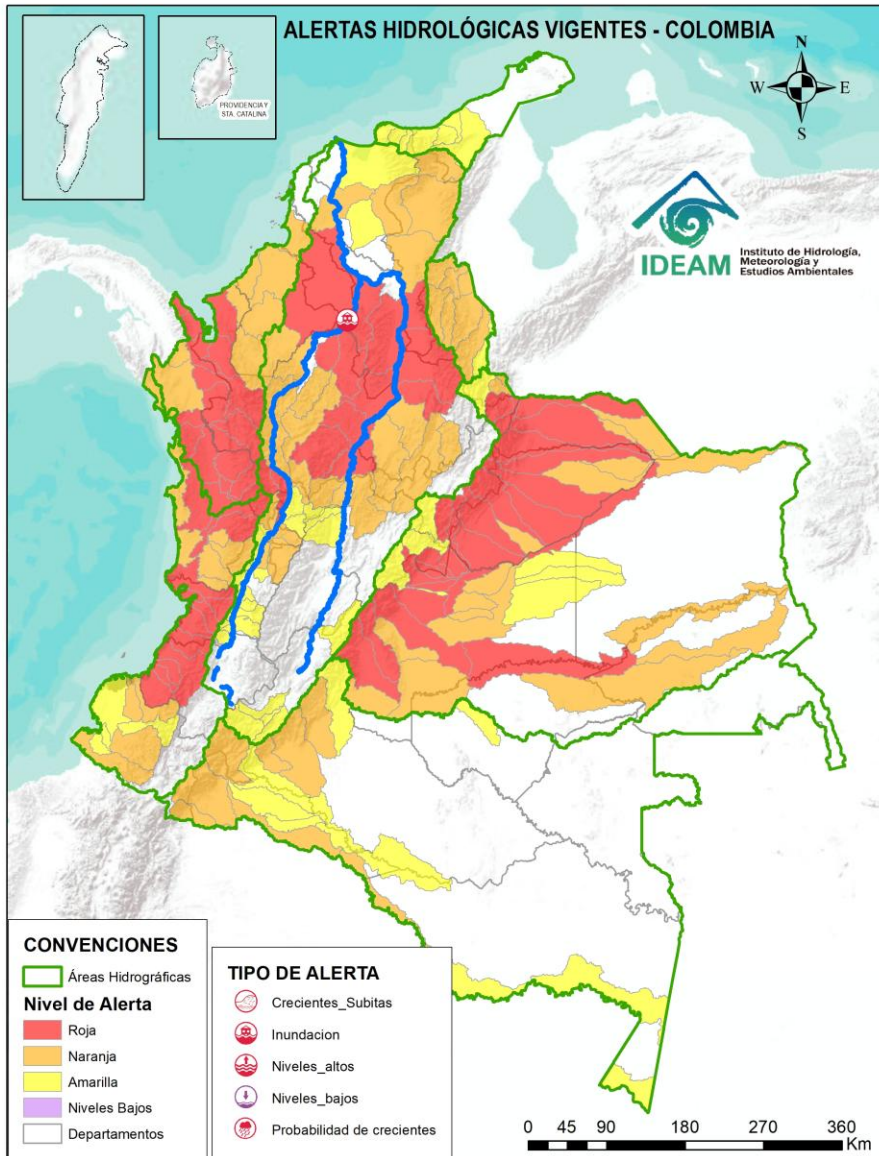 ALERTAS HIDROLÓGICAS VIGENTES - COLOMBIA
PROVIDENCIA Y
STA. CATALINA
N
W
E
S
IDEAM
Instituto de Hidrología,
Meteorología y
Estudios Ambientales
CONVENCIONES
Áreas Hidrográficas
Nivel de Alerta
Roja
Naranja
Amarilla
Niveles Bajos
Departamentos
TIPO DE ALERTA
Crecientes_Subitas
Inundacion
Niveles_altos
Niveles_bajos
Probabilidad de crecientes
0 45 90 180 270 360
Km